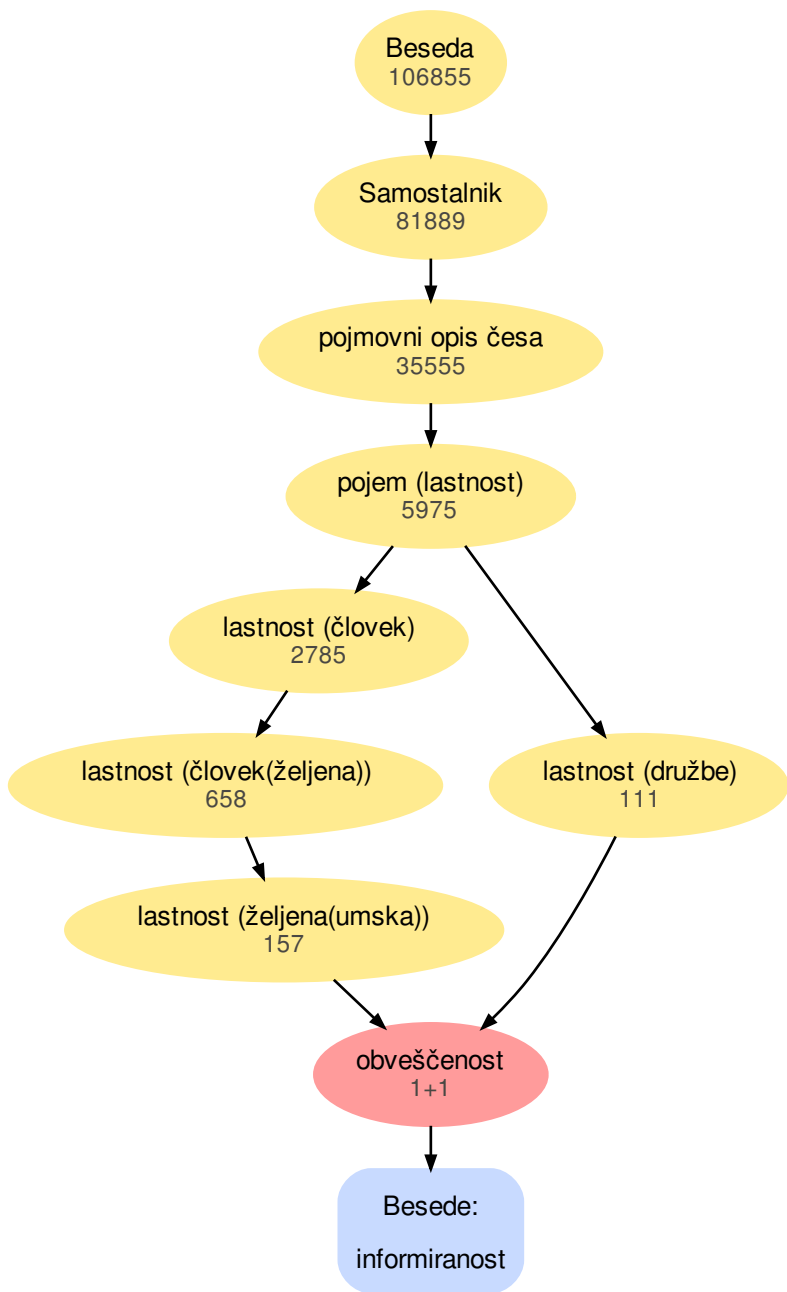 Beseda
106855
Samostalnik
81889
pojmovni opis česa
35555
pojem (lastnost)
5975
lastnost (človek)
2785
lastnost (človek(željena))
658
lastnost (družbe)
111
lastnost (željena(umska))
157
obveščenost
1+1
Besede:
informiranost